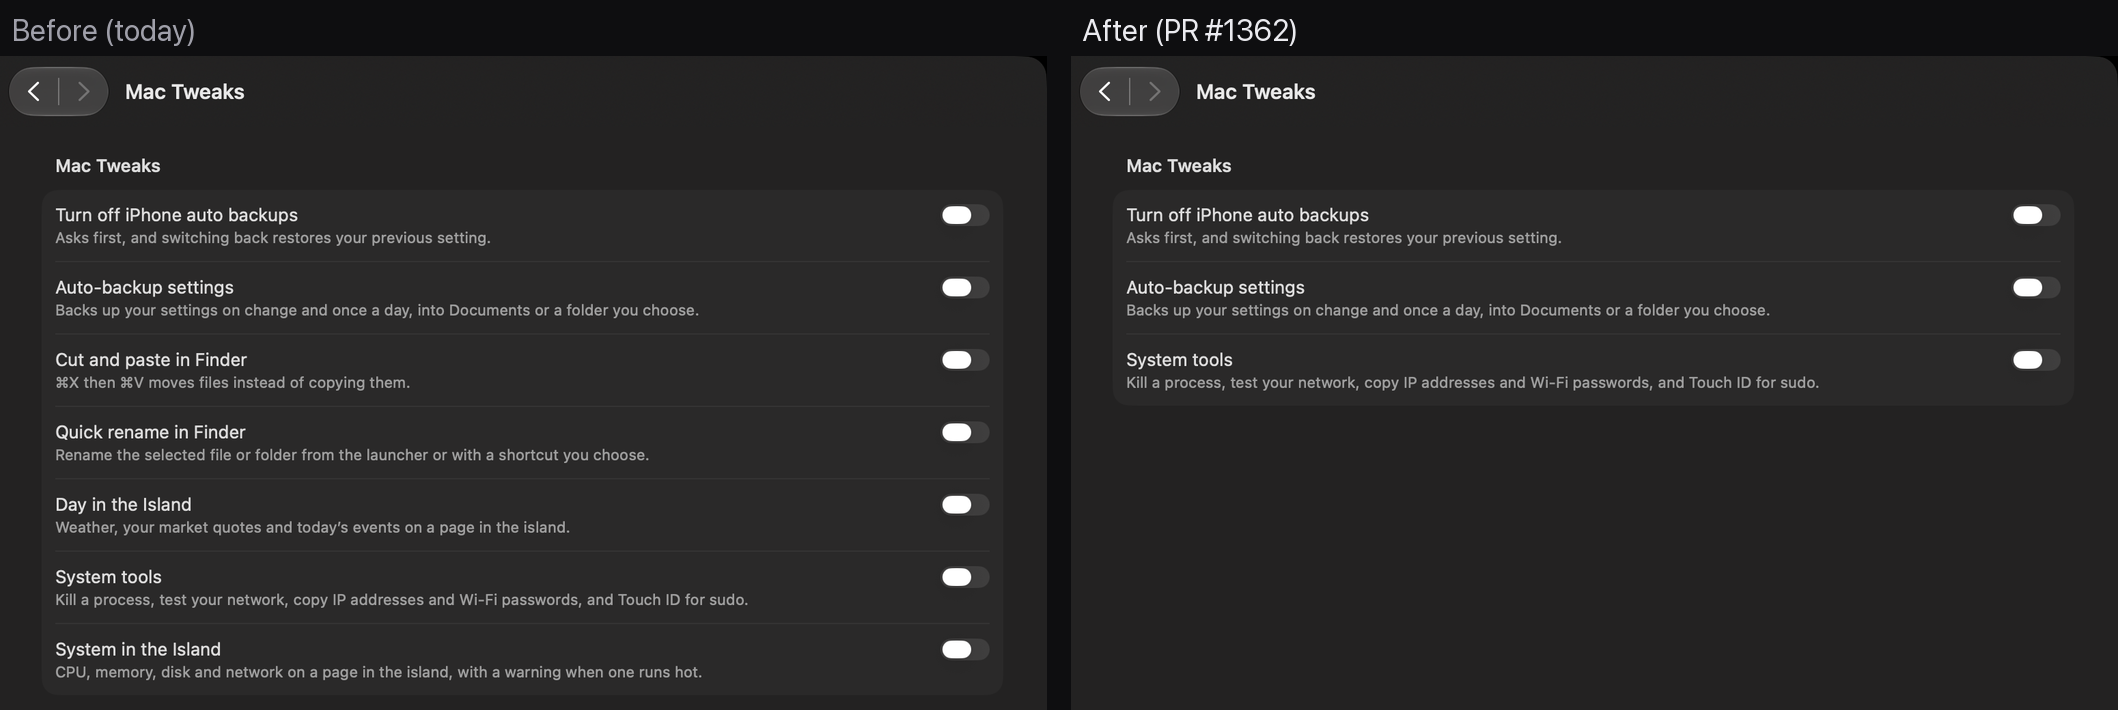 Before (today)
Mac Tweaks
Mac Tweaks
Turn off iPhone auto backups
Asks first, and switching back restores your previous setting.
Auto-backup settings
Backs up your settings on change and once a day, into Documents or a folder you choose.
Cut and paste in Finder
⌘X then ⌘V moves files instead of copying them.
Quick rename in Finder
Rename the selected file or folder from the launcher or with a shortcut you choose.
Day in the Island
Weather, your market quotes and today’s events on a page in the island.
System tools
Kill a process, test your network, copy IP addresses and Wi-Fi passwords, and Touch ID for sudo.
System in the Island
CPU, memory, disk and network on a page in the island, with a warning when one runs hot.
After (PR #1362)
Mac Tweaks
Mac Tweaks
Turn off iPhone auto backups
Asks first, and switching back restores your previous setting.
Auto-backup settings
Backs up your settings on change and once a day, into Documents or a folder you choose.
System tools
Kill a process, test your network, copy IP addresses and Wi-Fi passwords, and Touch ID for sudo.